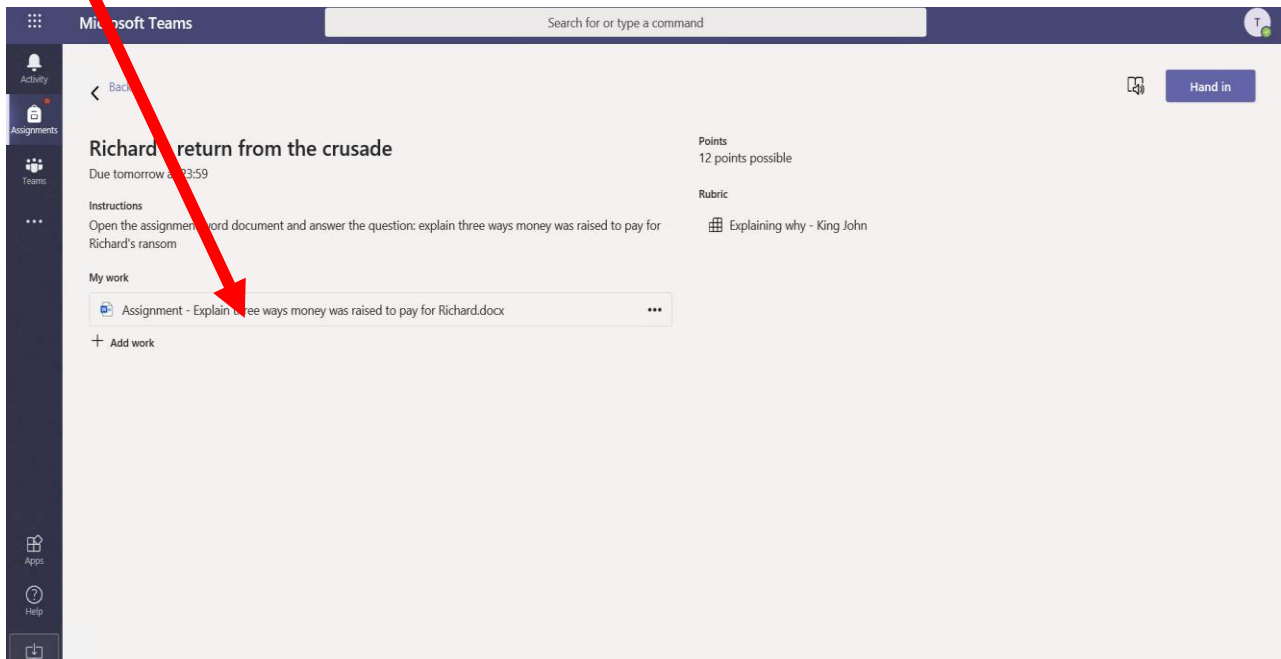 Microsoft Teams
Search for or type a command
T
Activity
Assignments
Teams
Back
Hand in
Richard return from the crusade
Due tomorrow at 23:59
Instructions
Open the assignment word document and answer the question: explain three ways money was raised to pay for
Richard's ransom
My work
Assignment - Explain three ways money was raised to pay for Richard.docx
Add work
Points
12 points possible
Rubric
Explaining why - King John
Apps
Help